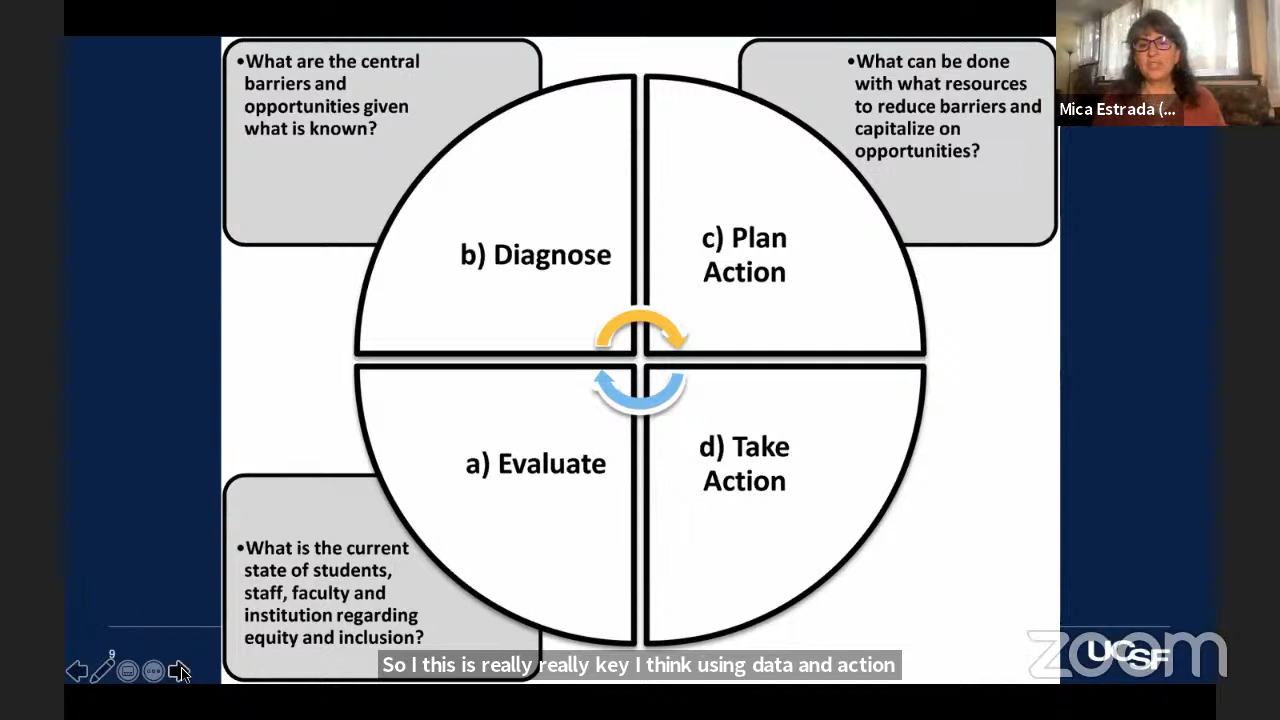 •What are the central
barriers and
opportunities given
what is known?
•What can be done
with what resources
to reduce barriers and
capitalize on
opportunities?
Mica Estrada (...
b) Diagnose
c) Plan
Action
a) Evaluate
d) Take
Action
•What is the current
state of students,
staff, faculty and
institution regarding
equity and inclusion?
9
So I this is really really key I think using data and action
zoom
UCSF